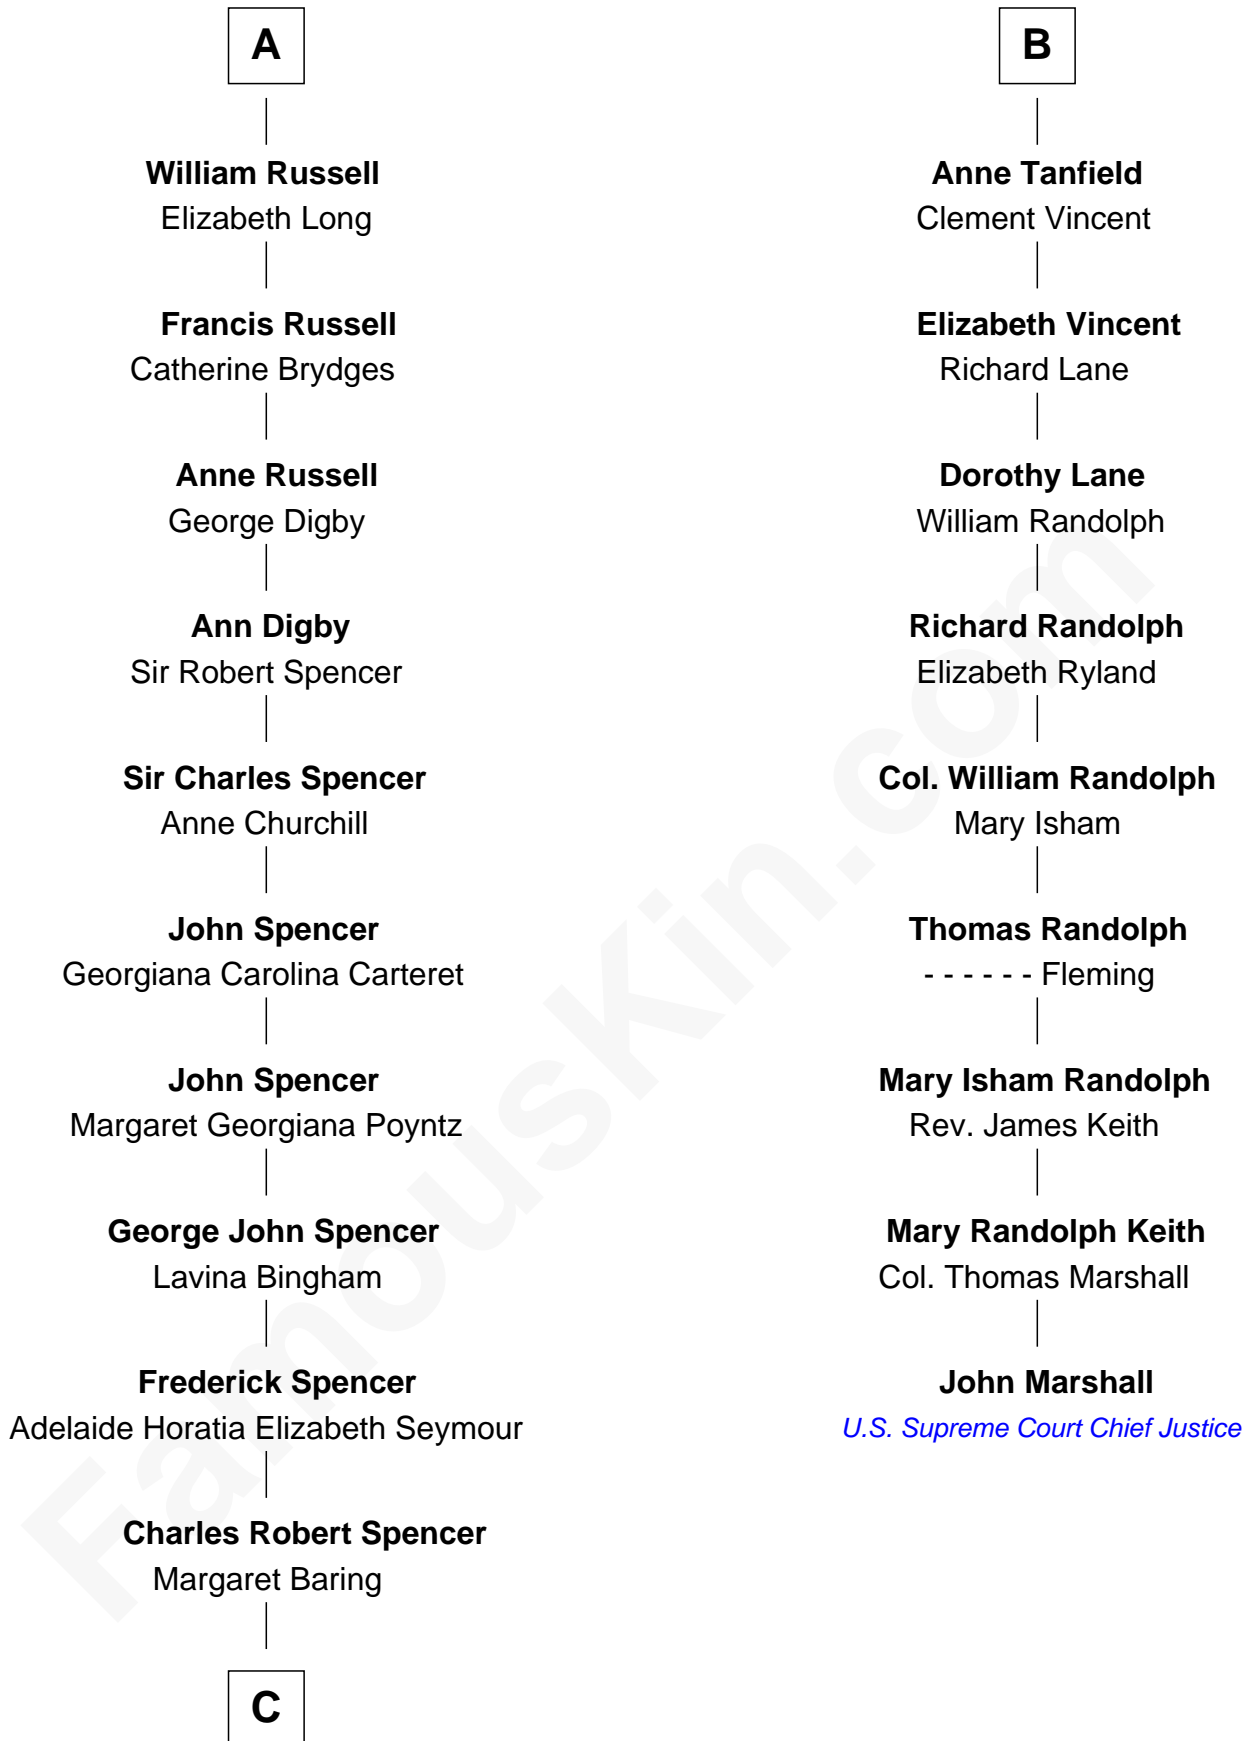 A
William Russell
Elizabeth Long
Francis Russell
Catherine Brydges
Anne Russell
George Digby
Ann Digby
Sir Robert Spencer
Sir Charles Spencer
Anne Churchill
John Spencer
Georgiana Carolina Carteret
John Spencer
Margaret Georgiana Poyntz
George John Spencer
Lavina Bingham
Frederick Spencer
Adelaide Horatia Elizabeth Seymour
Charles Robert Spencer
Margaret Baring
C
B
Anne Tanfield
Clement Vincent
Elizabeth Vincent
Richard Lane
Dorothy Lane
William Randolph
Richard Randolph
Elizabeth Ryland
Col. William Randolph
Mary Isham
Thomas Randolph
- - - - - - Fleming
Mary Isham Randolph
Rev. James Keith
Mary Randolph Keith
Col. Thomas Marshall
John Marshall
U.S. Supreme Court Chief Justice
FamousKin.com